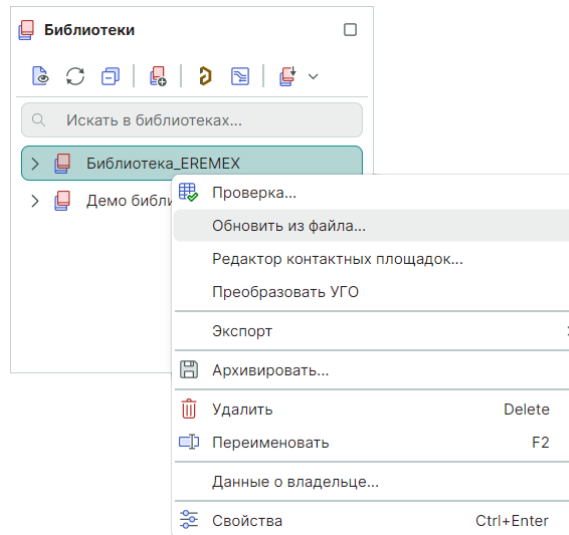 Библиотеки
Искать в библиотеках...
Библиотека_EREMEX
Демо библи
Проверка...
Обновить из файла...
Редактор контактных площадок...
Преобразовать УГО
Экспорт
Архивировать...
Удалить Delete
Переименовать F2
Данные о владельце...
Свойства Ctrl+Enter